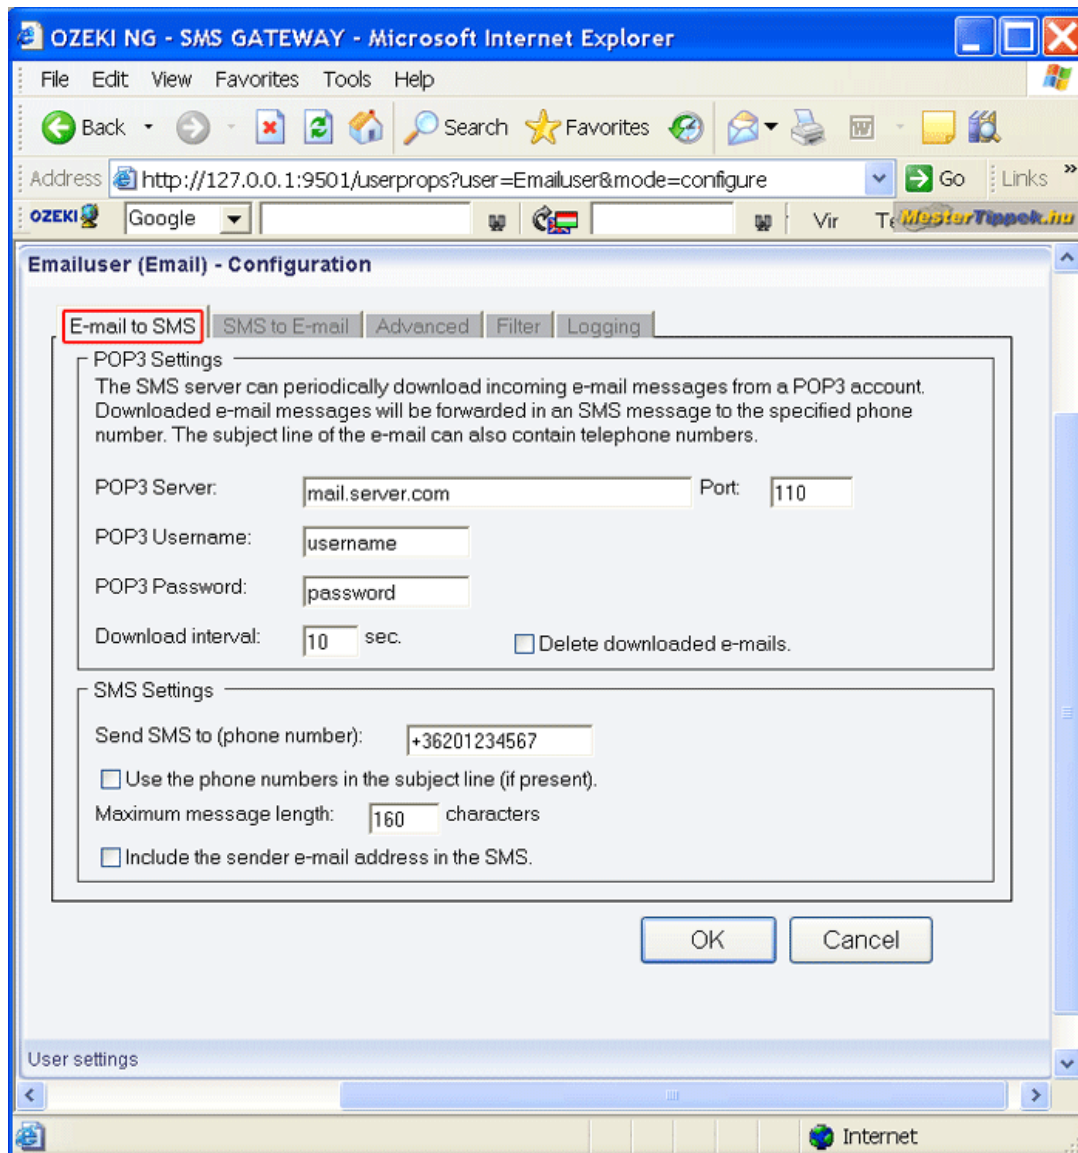 OZEKI NG - SMS GATEWAY - Microsoft Internet Explorer
File Edit View Favorites Tools Help
Back Search Favorites
Address http://127.0.0.1:9501/userprops?user=Emailuser&mode=configure Go Links »
OZEKI Google Vir Te MesterTippek.hu
Emailuser (Email) - Configuration
E-mail to SMS SMS to E-mail Advanced Filter Logging
POP3 Settings
The SMS server can periodically download incoming e-mail messages from a POP3 account.
Downloaded e-mail messages will be forwarded in an SMS message to the specified phone
number. The subject line of the e-mail can also contain telephone numbers.
POP3 Server: mail.server.com Port: 110
POP3 Username: username
POP3 Password: password
Download interval: 10 sec. Delete downloaded e-mails.
SMS Settings
Send SMS to (phone number): +36201234567
Use the phone numbers in the subject line (if present).
Maximum message length: 160 characters
Include the sender e-mail address in the SMS.
OK Cancel
User settings
Internet